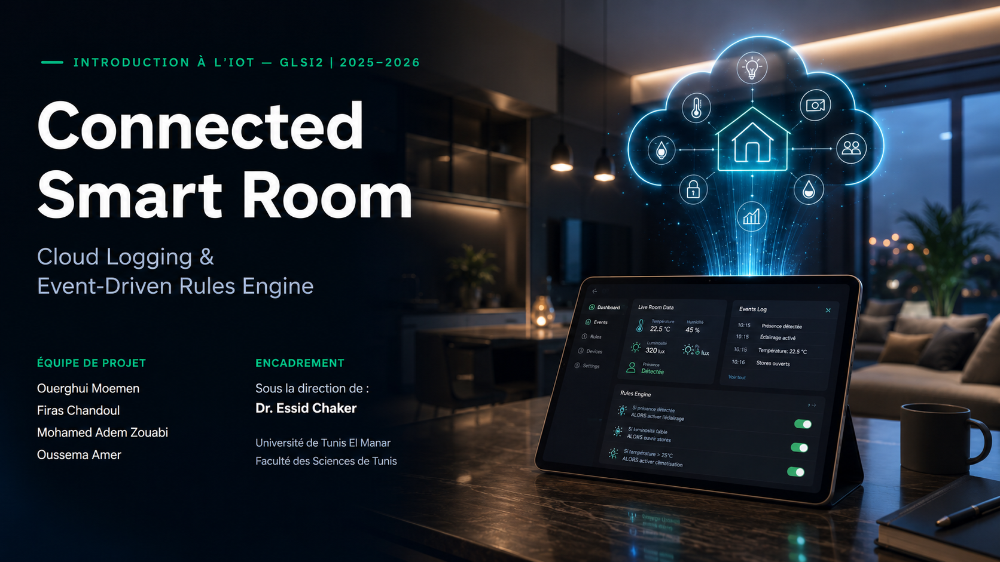 INTRODUCTION À L'IOT — GLSI2 | 2025–2026
Connected
Smart Room
Cloud Logging &
Event-Driven Rules Engine
ÉQUIPE DE PROJET
Ouerghui Moemen
Firas Chandoul
Mohamed Adem Zouabi
Oussema Amer
ENCADREMENT
Sous la direction de :
Dr. Essid Chaker
Université de Tunis El Manar
Faculté des Sciences de Tunis
Dashboard
Events
Rules
Devices
Settings
Live Room Data
Température
22.5 °C
Humidité
45 %
Luminosité
320 lux
lux
Présence
Détectée
Events Log
10:15 Présence détectée
10:15 Éclairage activé
10:15 Température: 22.5 °C
10:16 Stores ouverts
Voir tout
Rules Engine
Si présence détectée
ALORS activer l'éclairage
Si luminosité faible
ALORS ouvrir stores
Si température > 25°C
ALORS activer climatisation